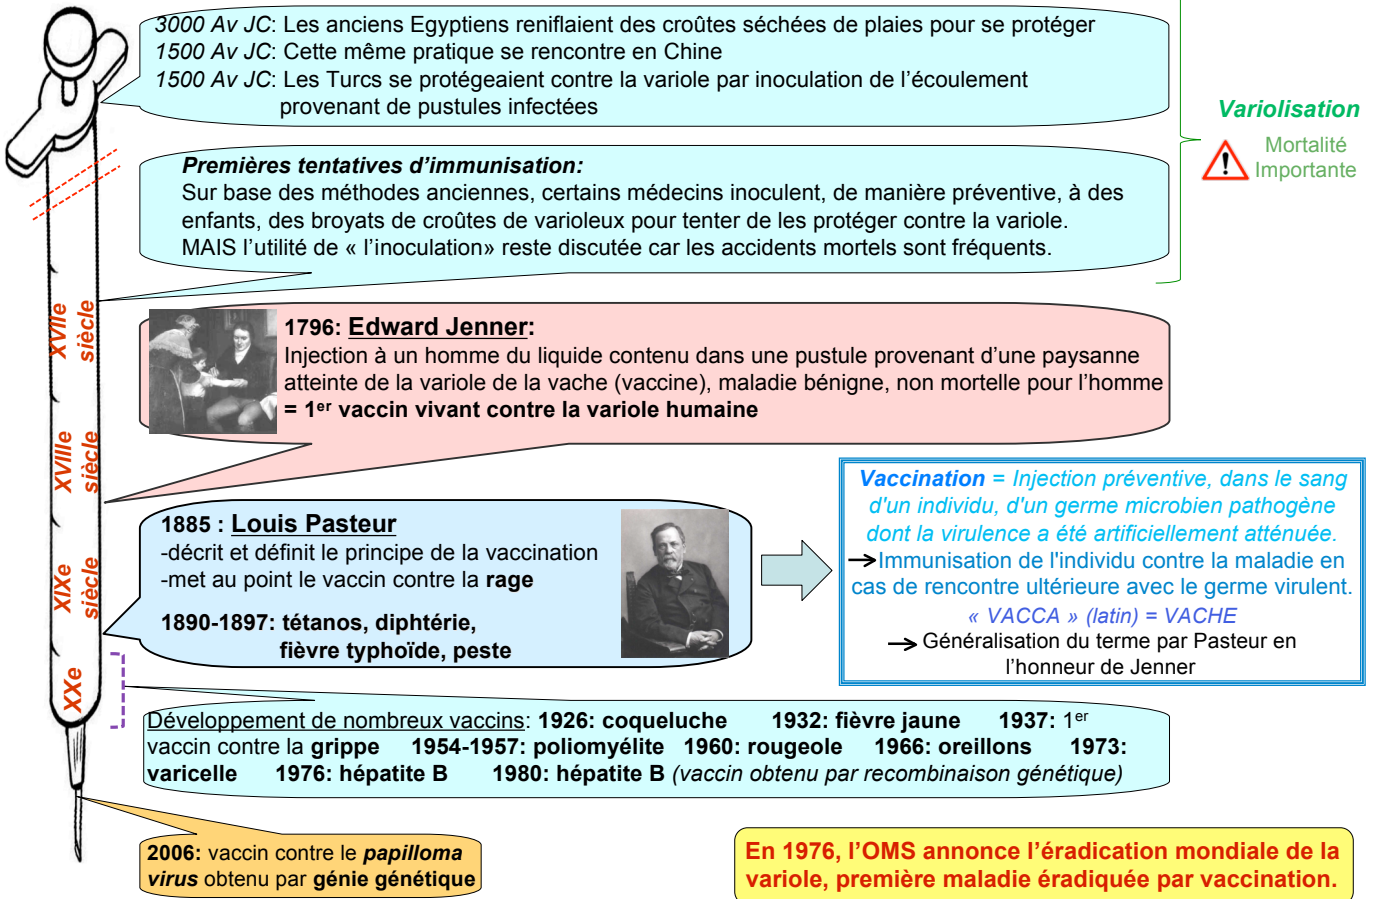 3000 Av JC: Les anciens Egyptiens reniflaient des croûtes séchées de plaies pour se protéger
1500 Av JC: Cette même pratique se rencontre en Chine
1500 Av JC: Les Turcs se protégeaient contre la variole par inoculation de l’écoulement
provenant de pustules infectées
Variolisation
Mortalité
Importante
Premières tentatives d’immunisation:
Sur base des méthodes anciennes, certains médecins inoculent, de manière préventive, à des
enfants, des broyats de croûtes de varioleux pour tenter de les protéger contre la variole.
MAIS l’utilité de « l’inoculation» reste discutée car les accidents mortels sont fréquents.
XVIIe
siècle
1796: Edward Jenner:
Injection à un homme du liquide contenu dans une pustule provenant d’une paysanne
atteinte de la variole de la vache (vaccine), maladie bénigne, non mortelle pour l’homme
= 1er vaccin vivant contre la variole humaine
XVIIIe
siècle
1885 : Louis Pasteur
-décrit et définit le principe de la vaccination
-met au point le vaccin contre la rage
1890-1897: tétanos, diphtérie,
fièvre typhoïde, peste
Vaccination = Injection préventive, dans le sang
d'un individu, d'un germe microbien pathogène
dont la virulence a été artificiellement atténuée.
→Immunisation de l'individu contre la maladie en
cas de rencontre ultérieure avec le germe virulent.
« VACCA » (latin) = VACHE
→ Généralisation du terme par Pasteur en
l’honneur de Jenner
XIXe
siècle
XXe
Développement de nombreux vaccins: 1926: coqueluche 1932: fièvre jaune 1937: 1er
vaccin contre la grippe 1954-1957: poliomyélite 1960: rougeole 1966: oreillons 1973:
varicelle 1976: hépatite B 1980: hépatite B (vaccin obtenu par recombinaison génétique)
2006: vaccin contre le papilloma
virus obtenu par génie génétique
En 1976, l’OMS annonce l’éradication mondiale de la
variole, première maladie éradiquée par vaccination.